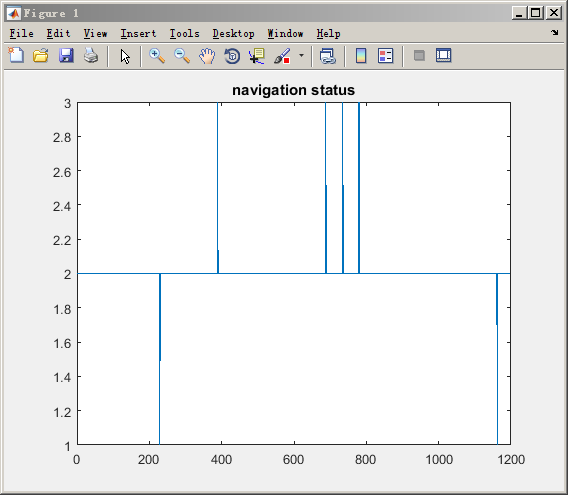 Figure 1
File Edit View Insert Tools Desktop Window Help
navigation status
3
2.8
2.6
2.4
2.2
2
1.8
1.6
1.4
1.2
1
0 200 400 600 800 1000 1200